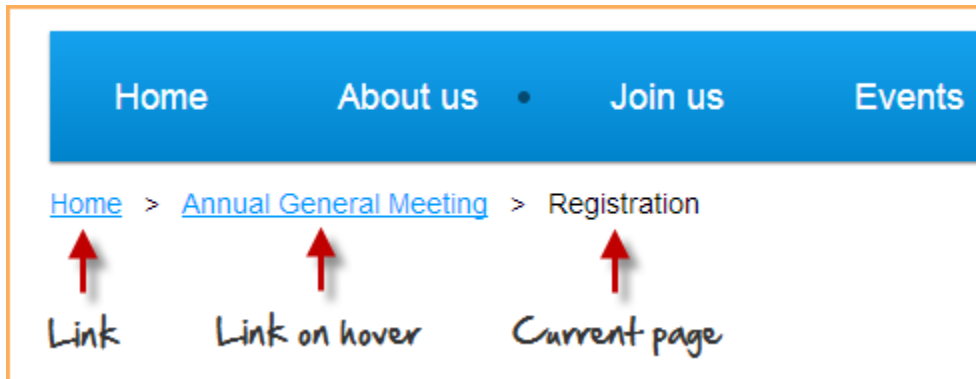 Home About us • Join us Events
Home > Annual General Meeting > Registration
Link Link on hover Current page